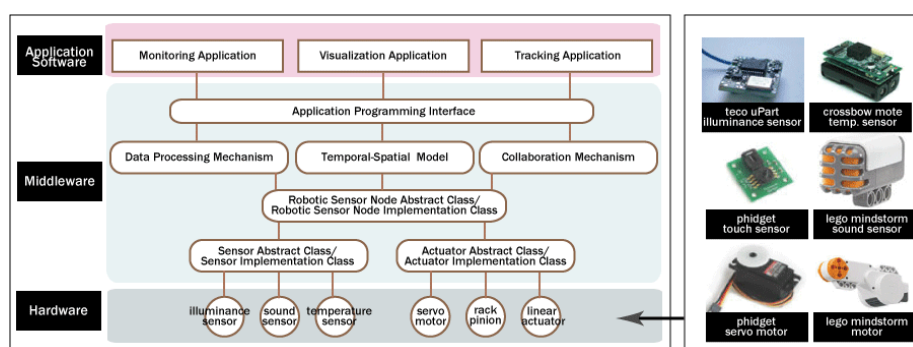 Application
Software
Monitoring Application
Visualization Application
Tracking Application
Application Programming Interface
Middleware
Data Processing Mechanism
Temporal-Spatial Model
Collaboration Mechanism
Robotic Sensor Node Abstract Class/
Robotic Sensor Node Implementation Class
Sensor Abstract Class/
Sensor Implementation Class
Actuator Abstract Class/
Actuator Implementation Class
Hardware
illuminance
sensor
sound
sensor
temperature
sensor
servo
motor
rack
pinion
linear
actuator
teco uPart
illuminance sensor
crossbow mote
temp. sensor
phidget
touch sensor
lego mindstorm
sound sensor
phidget
servo motor
lego mindstorm
motor